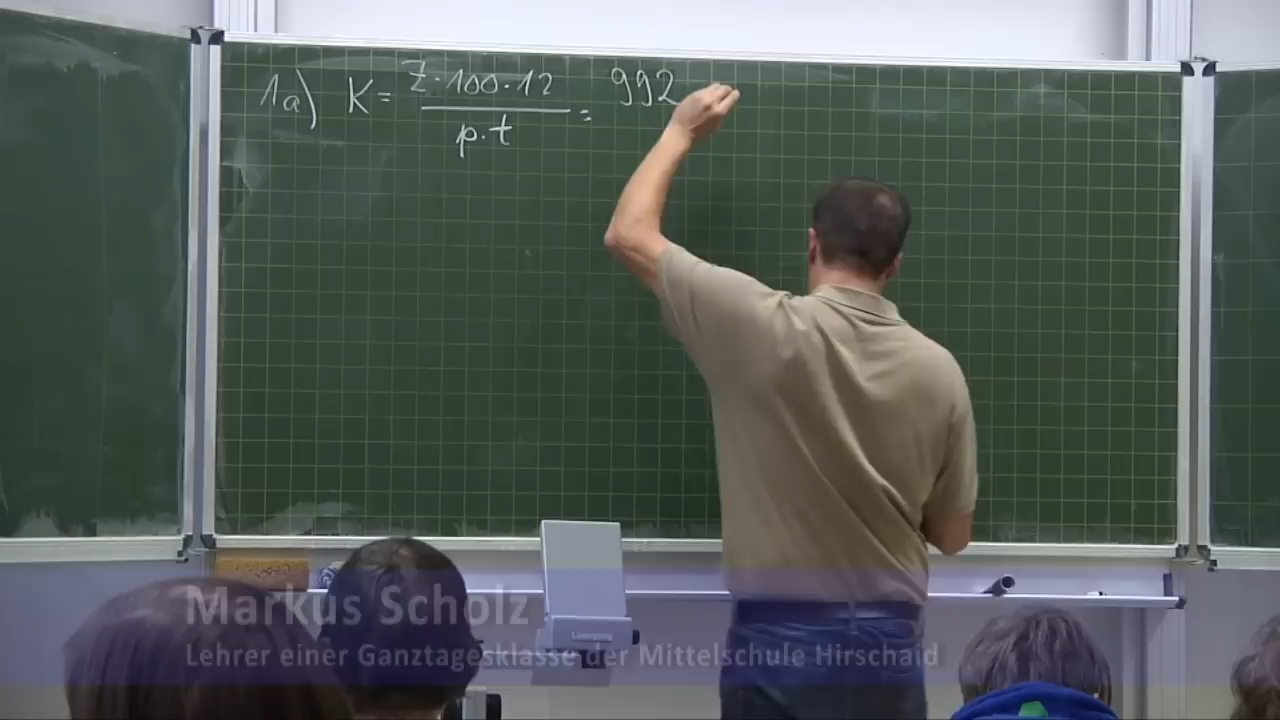 1a) K = Z·100·12 / p·t = 992
Markus Scholz
Lehrer einer Ganztagesklasse der Mittelschule Hirschaid